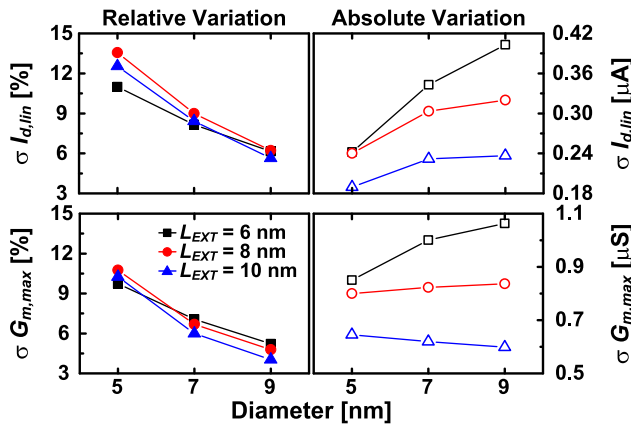 Relative Variation
Absolute Variation
σ I_d,lin [%]
15
12
9
6
3
0.42
0.36
0.30
0.24
0.18
σ I_d,lin [μA]
σ G_m,max [%]
15
12
9
6
3
L_EXT = 6 nm
L_EXT = 8 nm
L_EXT = 10 nm
1.1
0.9
0.7
0.5
σ G_m,max [μS]
5 7 9
5 7 9
Diameter [nm]